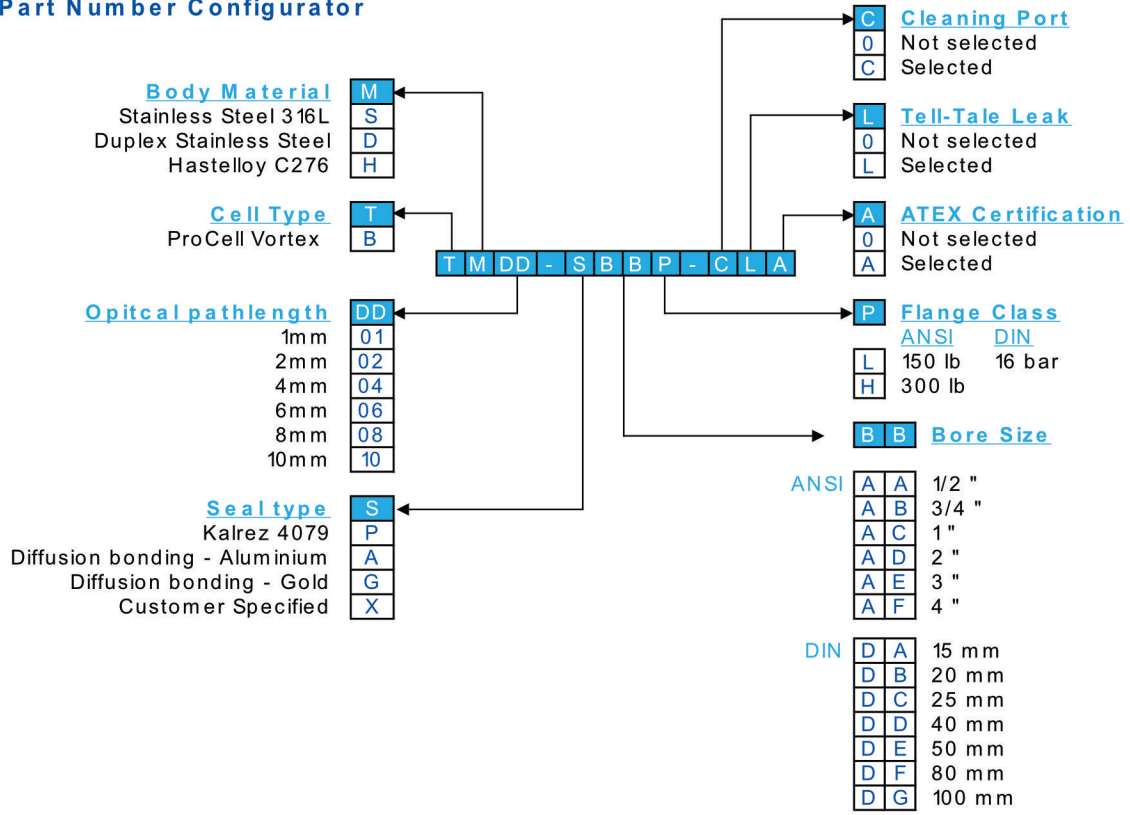 Part Number Configurator
Body Material M
Stainless Steel 316L S
Duplex Stainless Steel D
Hastelloy C276 H
Cell Type T
ProCell Vortex B
Opitcal pathlength DD
1mm 01
2mm 02
4mm 04
6mm 06
8mm 08
10mm 10
Seal type S
Kalrez 4079 P
Diffusion bonding - Aluminium A
Diffusion bonding - Gold G
Customer Specified X
T M DD - S B B P - C L A
C Cleaning Port
0 Not selected
C Selected
L Tell-Tale Leak
0 Not selected
L Selected
A ATEX Certification
0 Not selected
A Selected
P Flange Class
ANSI DIN
L 150 lb 16 bar
H 300 lb
B B Bore Size
ANSI A A 1/2 "
A B 3/4 "
A C 1 "
A D 2 "
A E 3 "
A F 4 "
DIN D A 15 mm
D B 20 mm
D C 25 mm
D D 40 mm
D E 50 mm
D F 80 mm
D G 100 mm